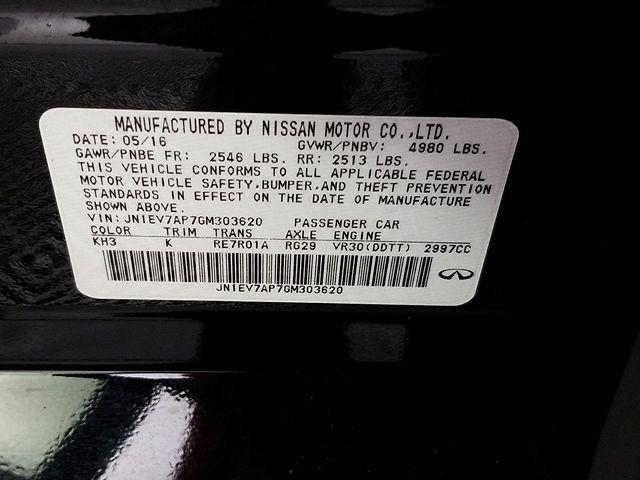 MANUFACTURED BY NISSAN MOTOR CO.,LTD.
DATE: 05/16 GVWR/PNBV: 4980 LBS.
GAWR/PNBE FR: 2546 LBS. RR: 2513 LBS.
THIS VEHICLE CONFORMS TO ALL APPLICABLE FEDERAL
MOTOR VEHICLE SAFETY,BUMPER,AND THEFT PREVENTION
STANDARDS IN EFFECT ON THE DATE OF MANUFACTURE
SHOWN ABOVE.
VIN: JN1EV7AP7GM303620 PASSENGER CAR
COLOR TRIM TRANS AXLE ENGINE
KH3 K RE7R01A RG29 VR30(DDTT) 2997CC
JN1EV7AP7GM303620